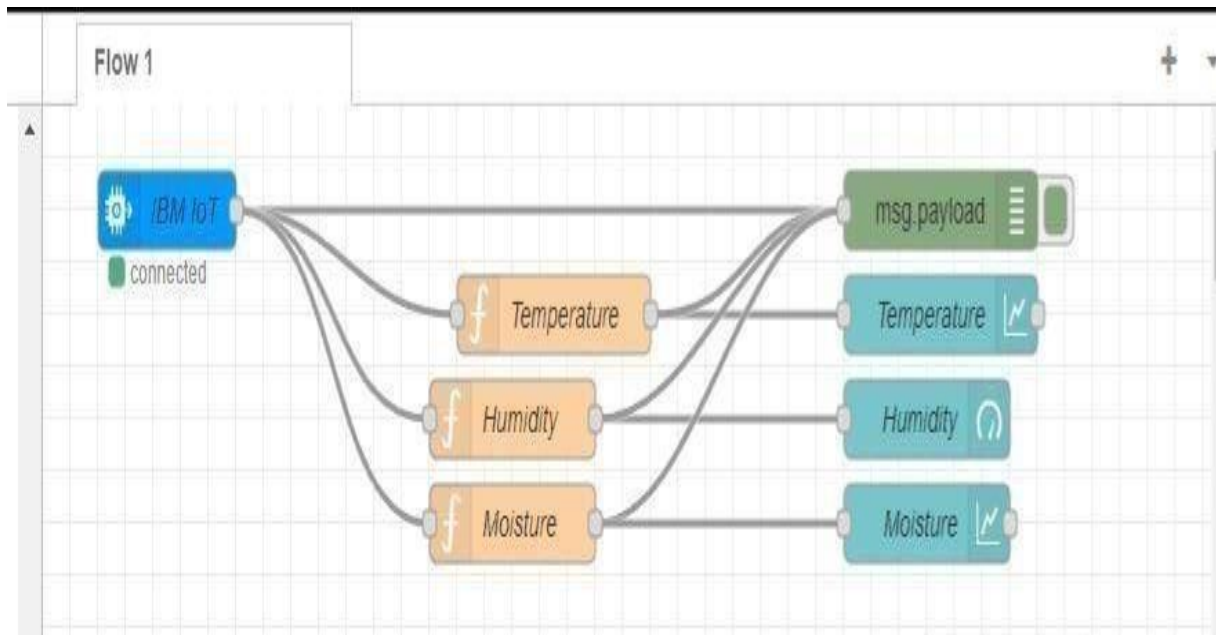 Flow 1
IBM IoT
msg.payload
connected
Temperature
Temperature
Humidity
Humidity
Moisture
Moisture